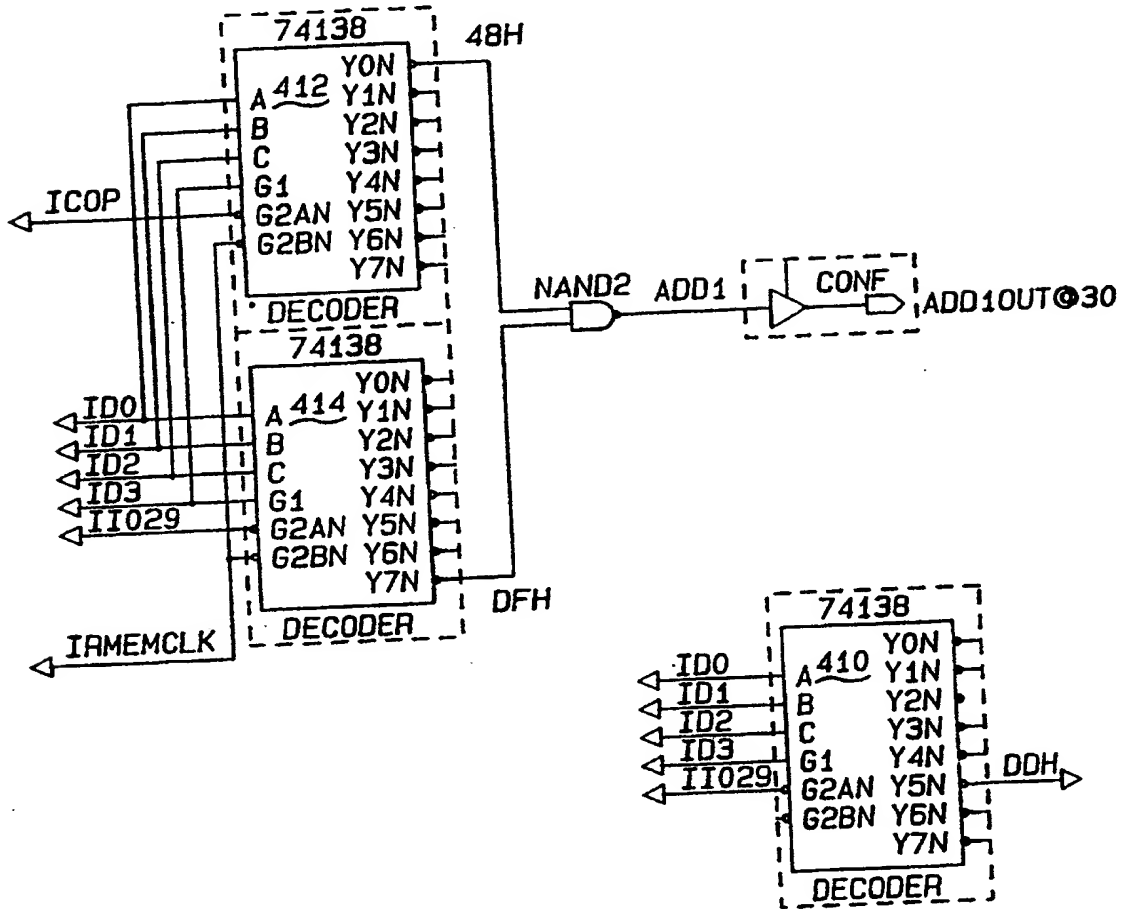 74138
48H
A 412 Y0N
B Y1N
C Y2N
G1 Y3N
G2AN Y4N
G2BN Y5N
Y6N
Y7N
DECODER
ICOP
NAND2
ADD1
CONF
ADD1OUT@30
74138
A 414 Y0N
B Y1N
C Y2N
G1 Y3N
G2AN Y4N
G2BN Y5N
Y6N
Y7N
DECODER
ID0
ID1
ID2
ID3
IIO29
IRMEMCLK
DFH
74138
A 410 Y0N
B Y1N
C Y2N
G1 Y3N
G2AN Y4N
G2BN Y5N
Y6N
Y7N
DECODER
ID0
ID1
ID2
ID3
IIO29
DDH